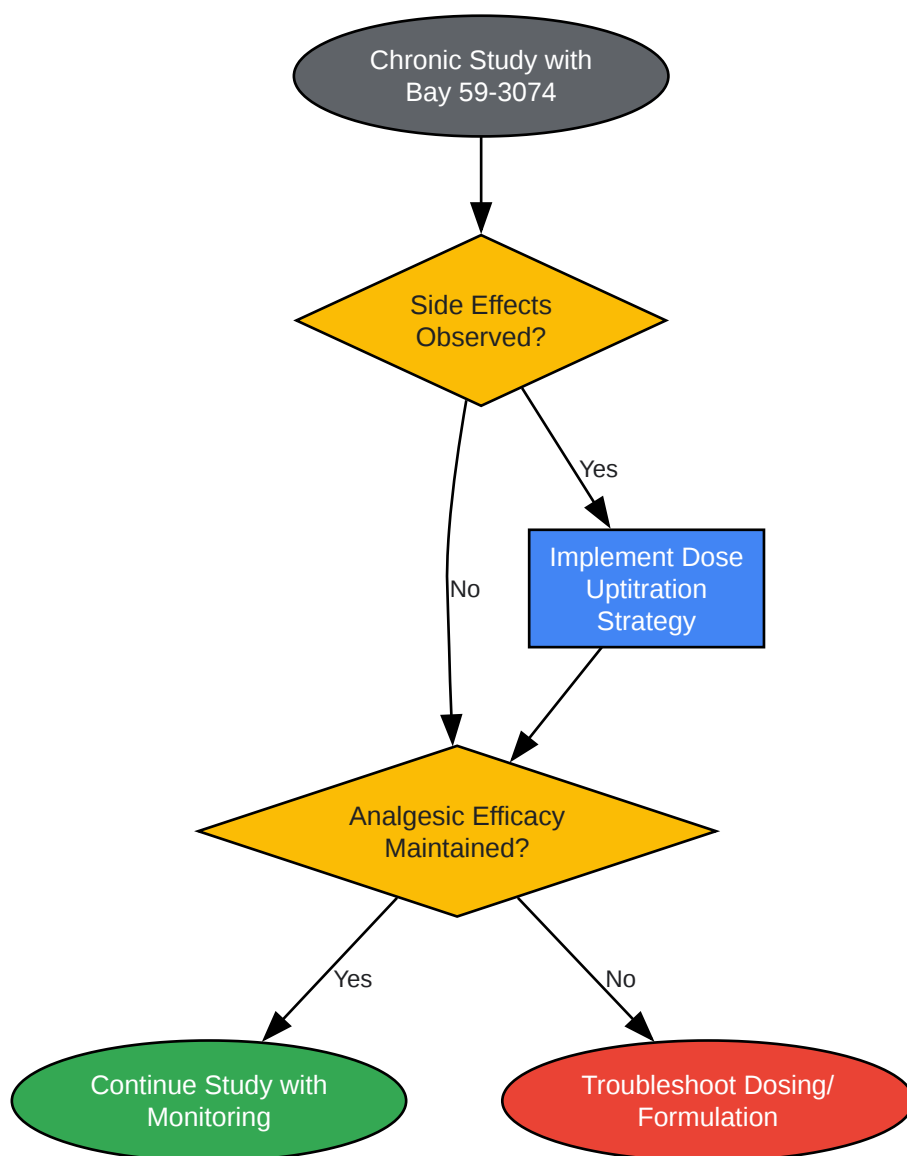 Chronic Study with
Bay 59-3074
Side Effects
Observed?
Yes
Implement Dose
Uptitration
Strategy
No
Analgesic Efficacy
Maintained?
Yes
No
Continue Study with
Monitoring
Troubleshoot Dosing/
Formulation